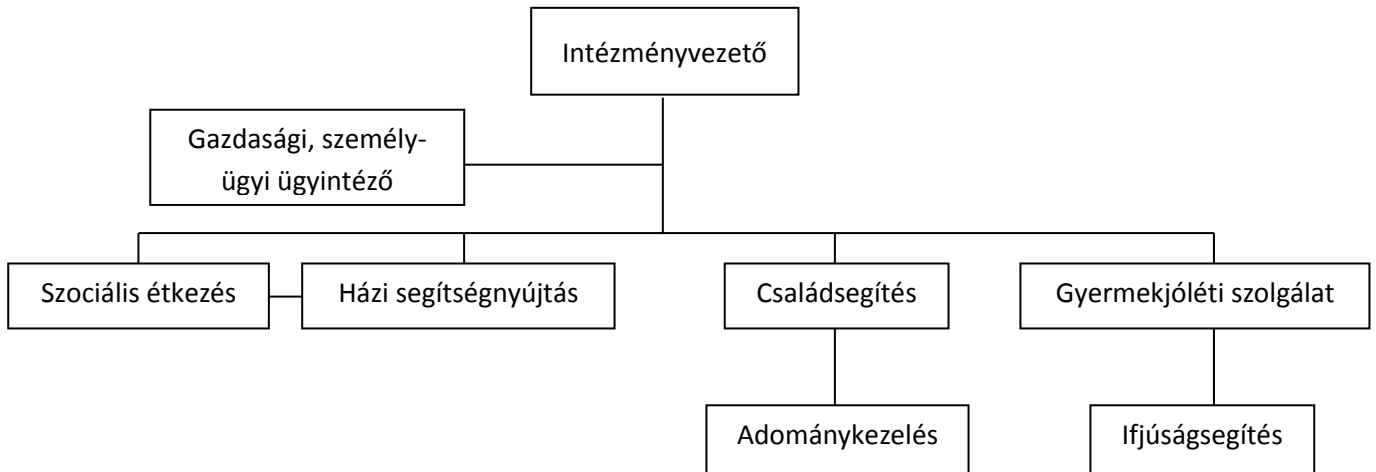 Intézményvezető
Gazdasági, személy-
ügyi ügyintéző
Szociális étkezés
Házi segítségnyújtás
Családsegítés
Gyermekjóléti szolgálat
Adománykezelés
Ifjúságsegítés